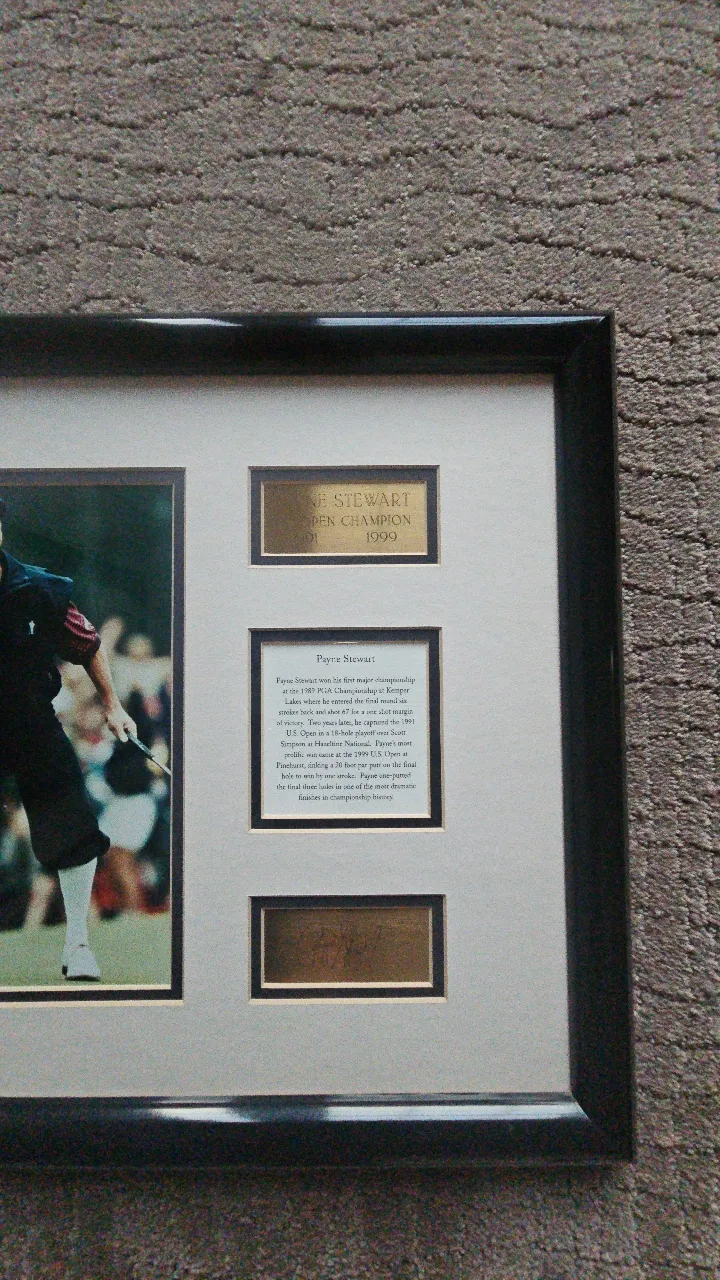 NE STEWART
OPEN CHAMPION
91 1999
Payne Stewart
Payne Stewart won his first major championship
at the 1989 PGA Championship at Kemper
Lakes where he entered the final round six
strokes back and shot 67 for a one shot margin
of victory. Two years later, he captured the 1991
U.S. Open in a 18-hole playoff over Scott
Simpson at Hazeltine National. Payne's most
prolific win came at the 1999 U.S. Open at
Pinehurst, sinking a 20 foot par putt on the final
hole to win by one stroke. Payne one-putted
the final three holes in one of the most dramatic
finishes in championship history.